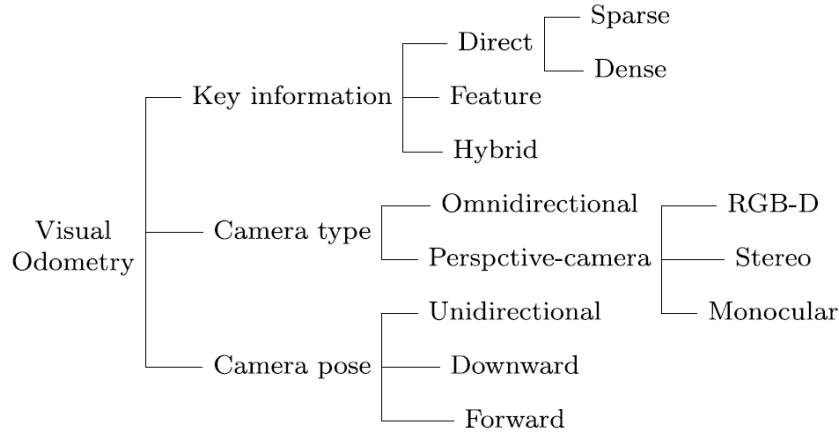 Visual
Odometry
Key information
Direct
Sparse
Dense
Feature
Hybrid
Camera type
Omnidirectional
Perspctive-camera
RGB-D
Stereo
Monocular
Camera pose
Unidirectional
Downward
Forward